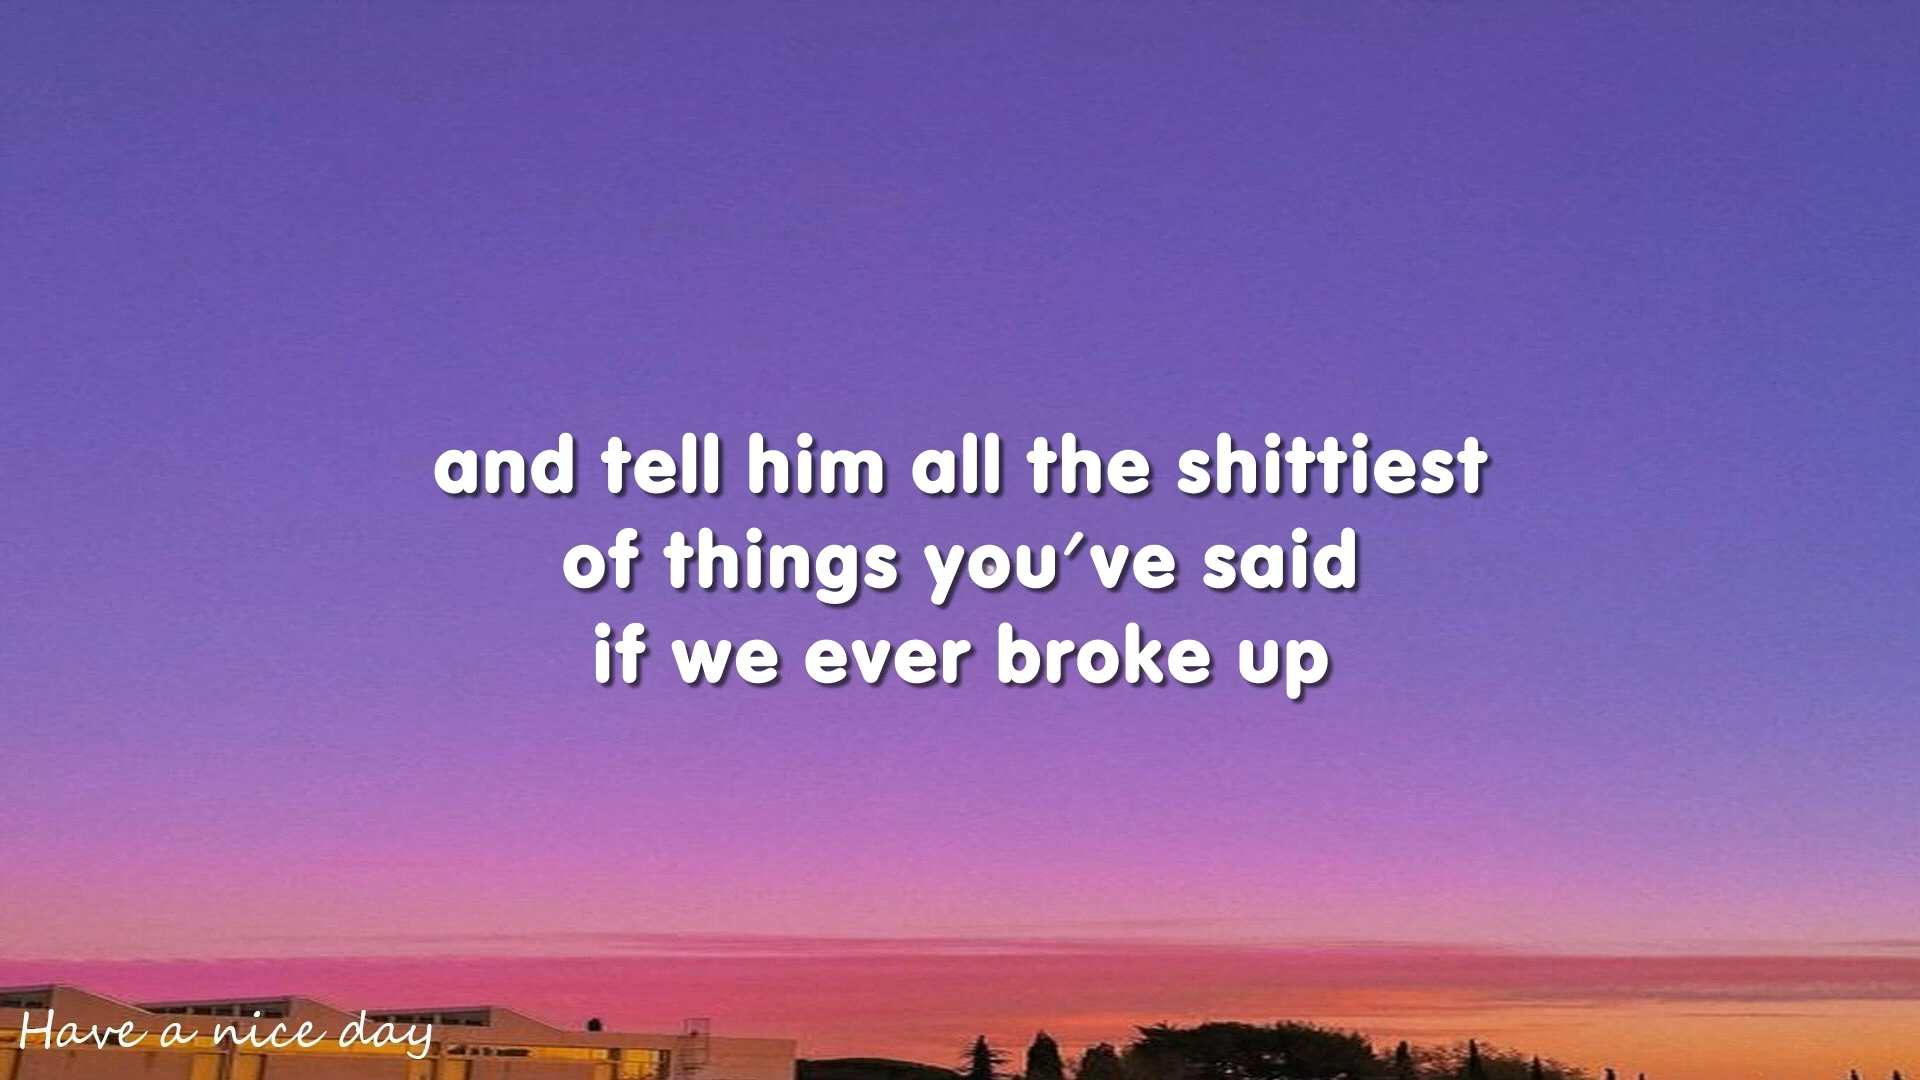 and tell him all the shittiest
of things you've said
if we ever broke up
Have a nice day